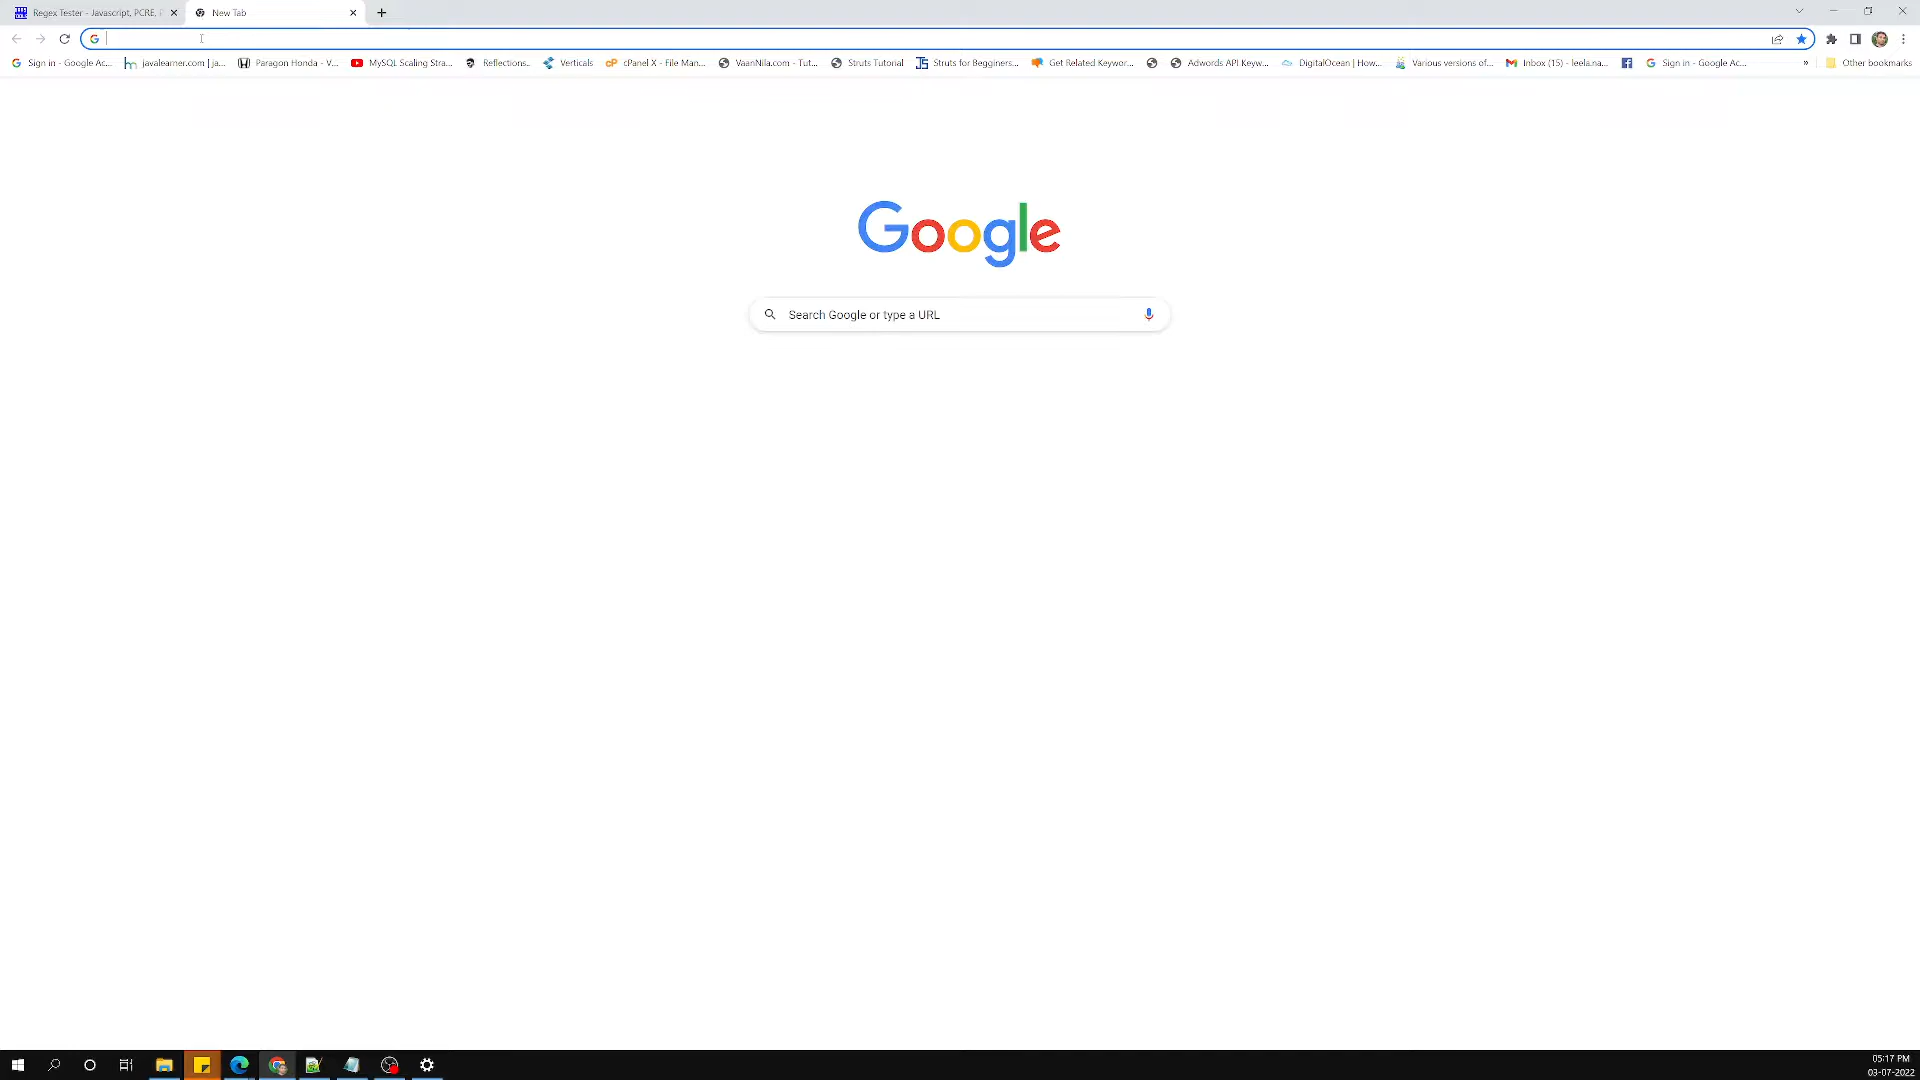 Regex Tester - Javascript, PCRE, 
New Tab
Sign in - Google Ac...
javalearner.com | ja...
Paragon Honda - V...
MySQL Scaling Stra...
Reflections..
Verticals
cPanel X - File Man...
VaanNila.com - Tut...
Struts Tutorial
Struts for Begginers...
Get Related Keywor...
Adwords API Keyw...
DigitalOcean | How...
Various versions of...
Inbox (15) - leela.na...
Sign in - Google Ac...
»
Other bookmarks
Google
Search Google or type a URL
05:17 PM
03-07-2022